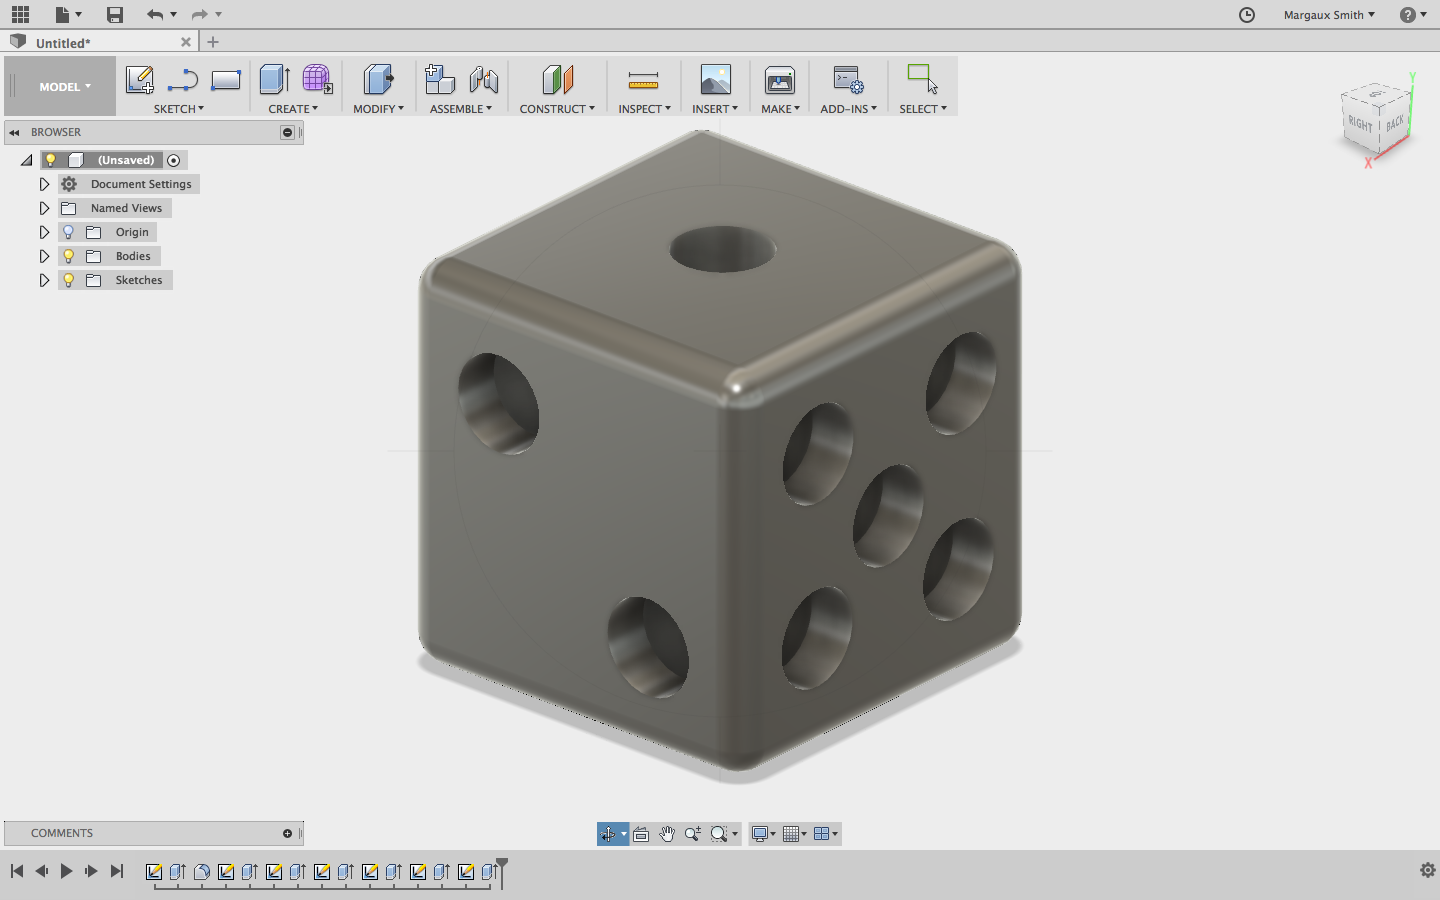 Margaux Smith
?
Untitled*
MODEL
SKETCH
CREATE
MODIFY
ASSEMBLE
CONSTRUCT
INSPECT
INSERT
MAKE
ADD-INS
SELECT
BROWSER
(Unsaved)
Document Settings
Named Views
Origin
Bodies
Sketches
Y
RIGHT
BACK
X
COMMENTS